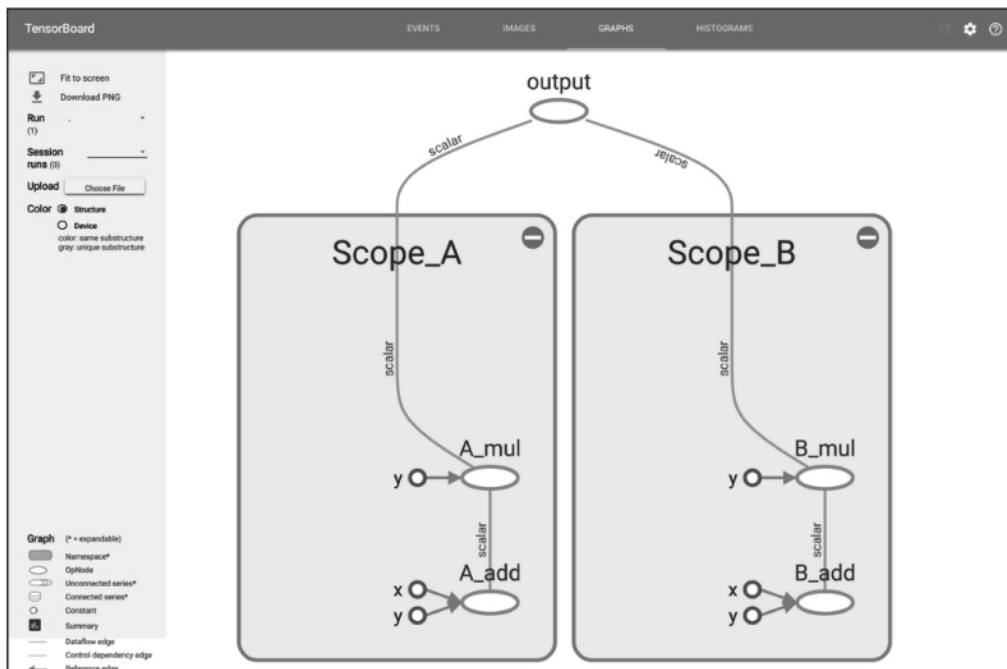 TensorBoard
EVENTS
IMAGES
GRAPHS
HISTOGRAMS
Fit to screen
Download PNG
Run
(1)
.
Session
runs (0)
Upload
Choose File
Color
Structure
Device
color: same substructure
gray: unique substructure
Graph (* = expandable)
Namespace*
OpNode
Unconnected series*
Connected series*
Constant
Summary
Dataflow edge
Control dependency edge
Reference edge
output
scalar
scalar
Scope_A
scalar
A_mul
y
scalar
A_add
x
y
Scope_B
scalar
B_mul
y
scalar
B_add
x
y